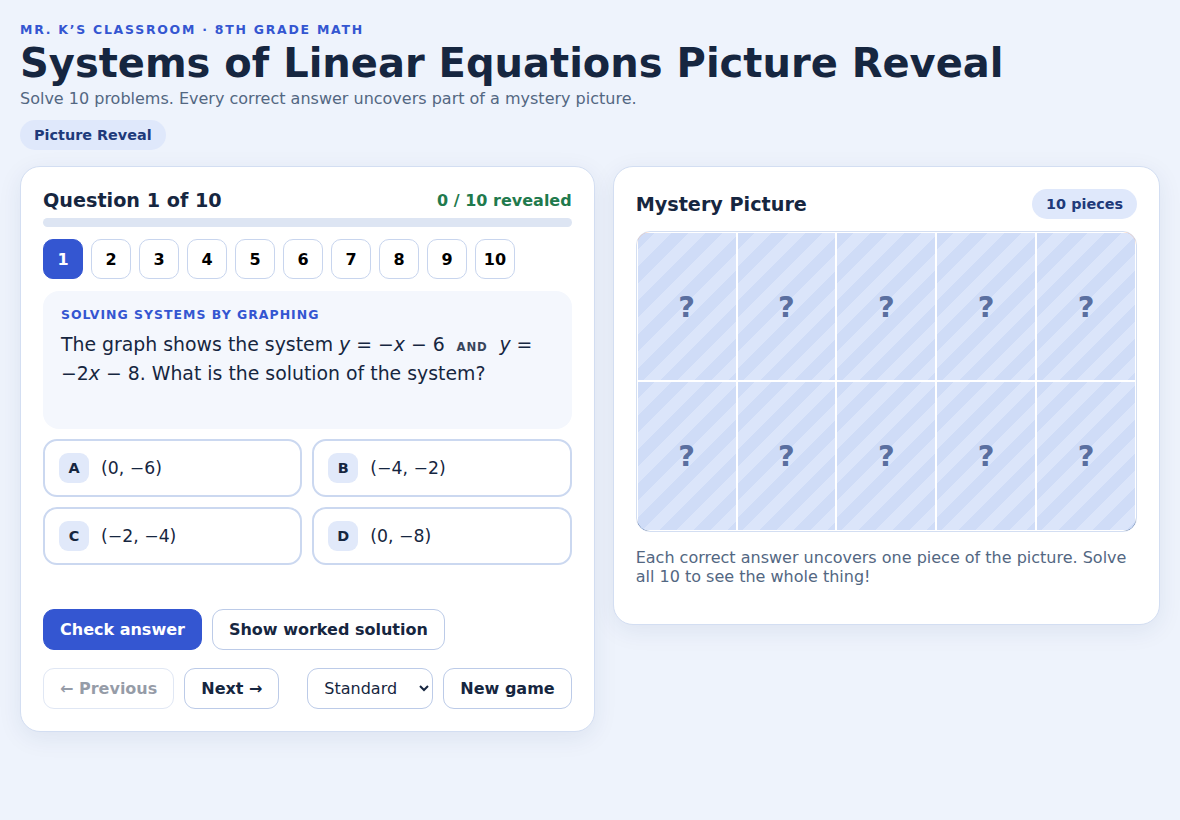 MR. K’S CLASSROOM · 8TH GRADE MATH
Systems of Linear Equations Picture Reveal
Solve 10 problems. Every correct answer uncovers part of a mystery picture.
Picture Reveal
Question 1 of 10
0 / 10 revealed
1 2 3 4 5 6 7 8 9 10
SOLVING SYSTEMS BY GRAPHING
The graph shows the system y = −x − 6 AND y =
−2x − 8. What is the solution of the system?
A (0, −6)
B (−4, −2)
C (−2, −4)
D (0, −8)
Check answer
Show worked solution
← Previous
Next →
Standard
New game
Mystery Picture
10 pieces
? ? ? ? ?
? ? ? ? ?
Each correct answer uncovers one piece of the picture. Solve
all 10 to see the whole thing!